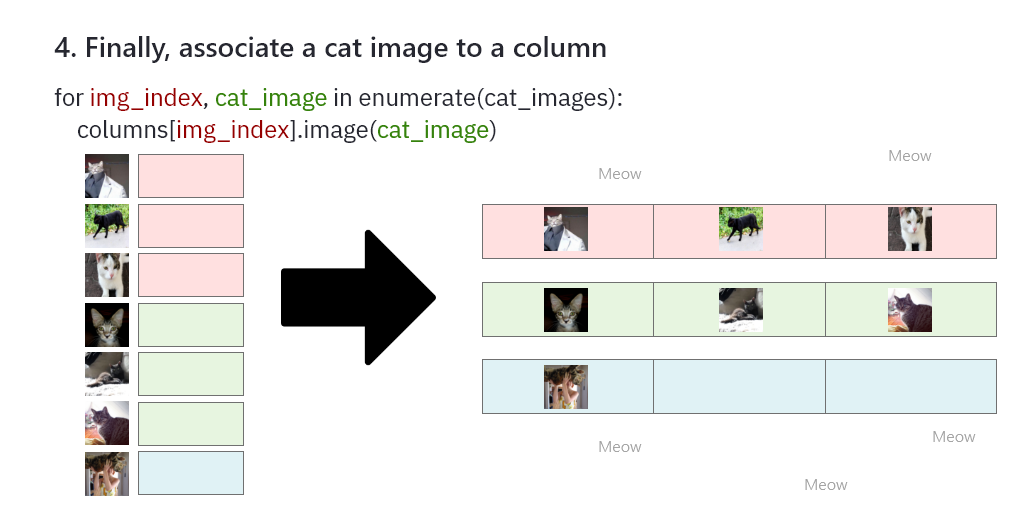 4. Finally, associate a cat image to a column
for img_index, cat_image in enumerate(cat_images):
columns[img_index].image(cat_image)
Meow
Meow
Meow
Meow
Meow